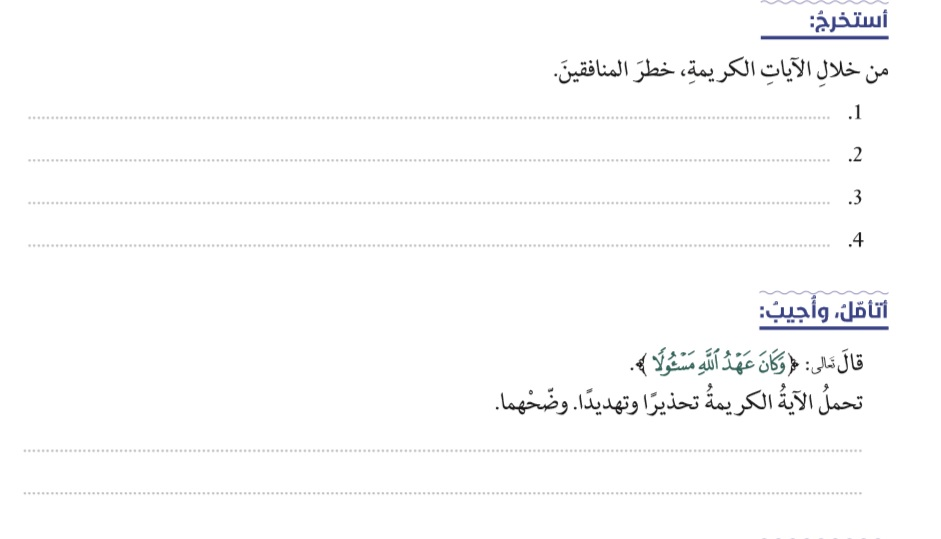 أستخرجُ:
من خلالِ الآياتِ الكريمةِ، خطرَ المنافقينَ.
1. ........................................
2. ........................................
3. ........................................
4. ........................................
أتأمّلُ، وأُجيبُ:
قالَ تعالى: ﴿وَكَانَ عَهْدُ ٱللَّهِ مَسْـُٔولًا﴾.
تحملُ الآيةُ الكريمةُ تحذيرًا وتهديدًا. وضّحْهما.
........................................
........................................